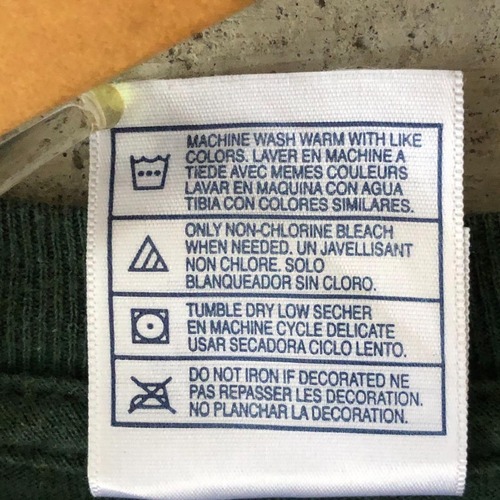 MACHINE WASH WARM WITH LIKE
COLORS. LAVER EN MACHINE A
TIEDE AVEC MEMES COULEURS
LAVAR EN MAQUINA CON AGUA
TIBIA CON COLORES SIMILARES.
ONLY NON-CHLORINE BLEACH
WHEN NEEDED. UN JAVELLISANT
NON CHLORE. SOLO
BLANQUEADOR SIN CLORO.
TUMBLE DRY LOW SECHER
EN MACHINE CYCLE DELICATE
USAR SECADORA CICLO LENTO.
DO NOT IRON IF DECORATED NE
PAS REPASSER LES DECORATION.
NO PLANCHAR LA DECORATION.